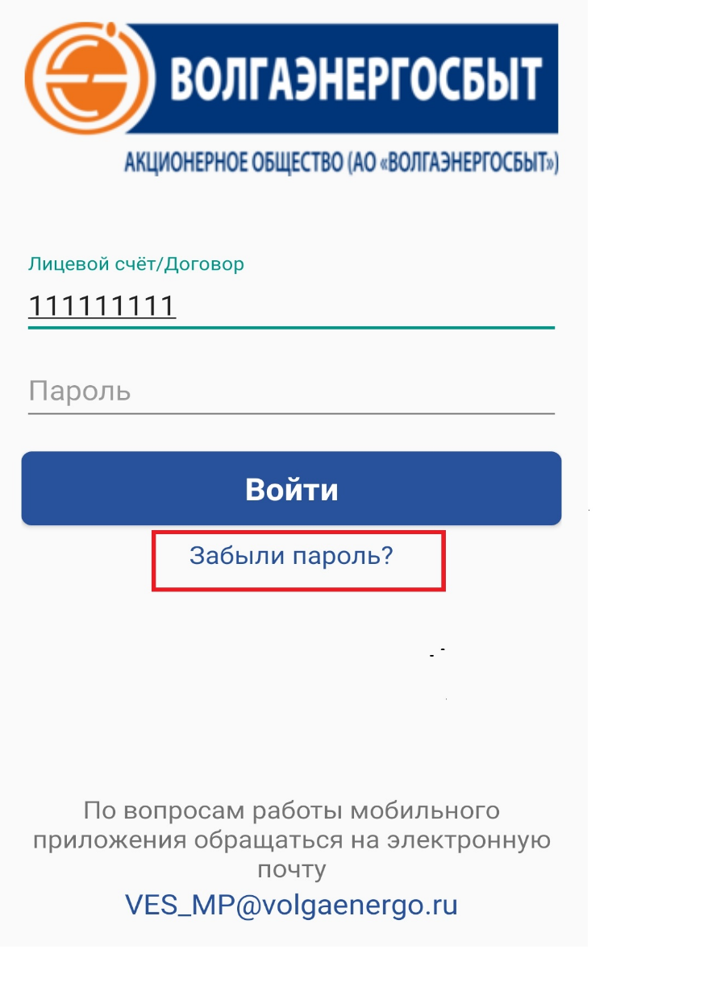 ВОЛГАЭНЕРГОСБЫТ
АКЦИОНЕРНОЕ ОБЩЕСТВО (АО «ВОЛГАЭНЕРГОСБЫТ»)
Лицевой счёт/Договор
111111111
Пароль
Войти
Забыли пароль?
По вопросам работы мобильного
приложения обращаться на электронную
почту
VES_MP@volgaenergo.ru